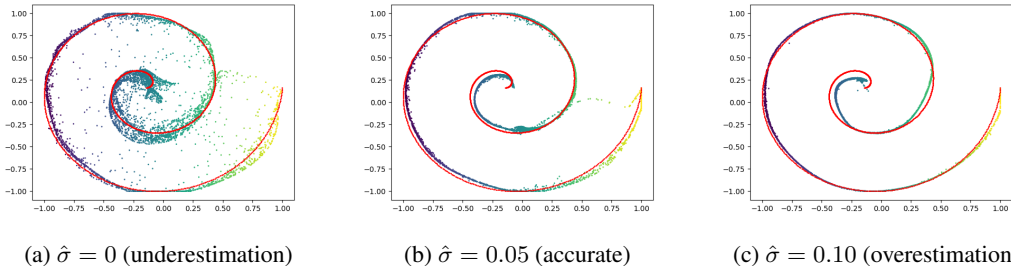 1.00 1.00 1.00
0.75 0.75 0.75
0.50 0.50 0.50
0.25 0.25 0.25
0.00 0.00 0.00
−0.25 −0.25 −0.25
−0.50 −0.50 −0.50
−0.75 −0.75 −0.75
−1.00 −1.00 −1.00
−1.00 −0.75 −0.50 −0.25 0.00 0.25 0.50 0.75 1.00 −1.00 −0.75 −0.50 −0.25 0.00 0.25 0.50 0.75 1.00 −1.00 −0.75 −0.50 −0.25 0.00 0.25 0.50 0.75 1.00
(a) σ̂ = 0 (underestimation) (b) σ̂ = 0.05 (accurate) (c) σ̂ = 0.10 (overestimation